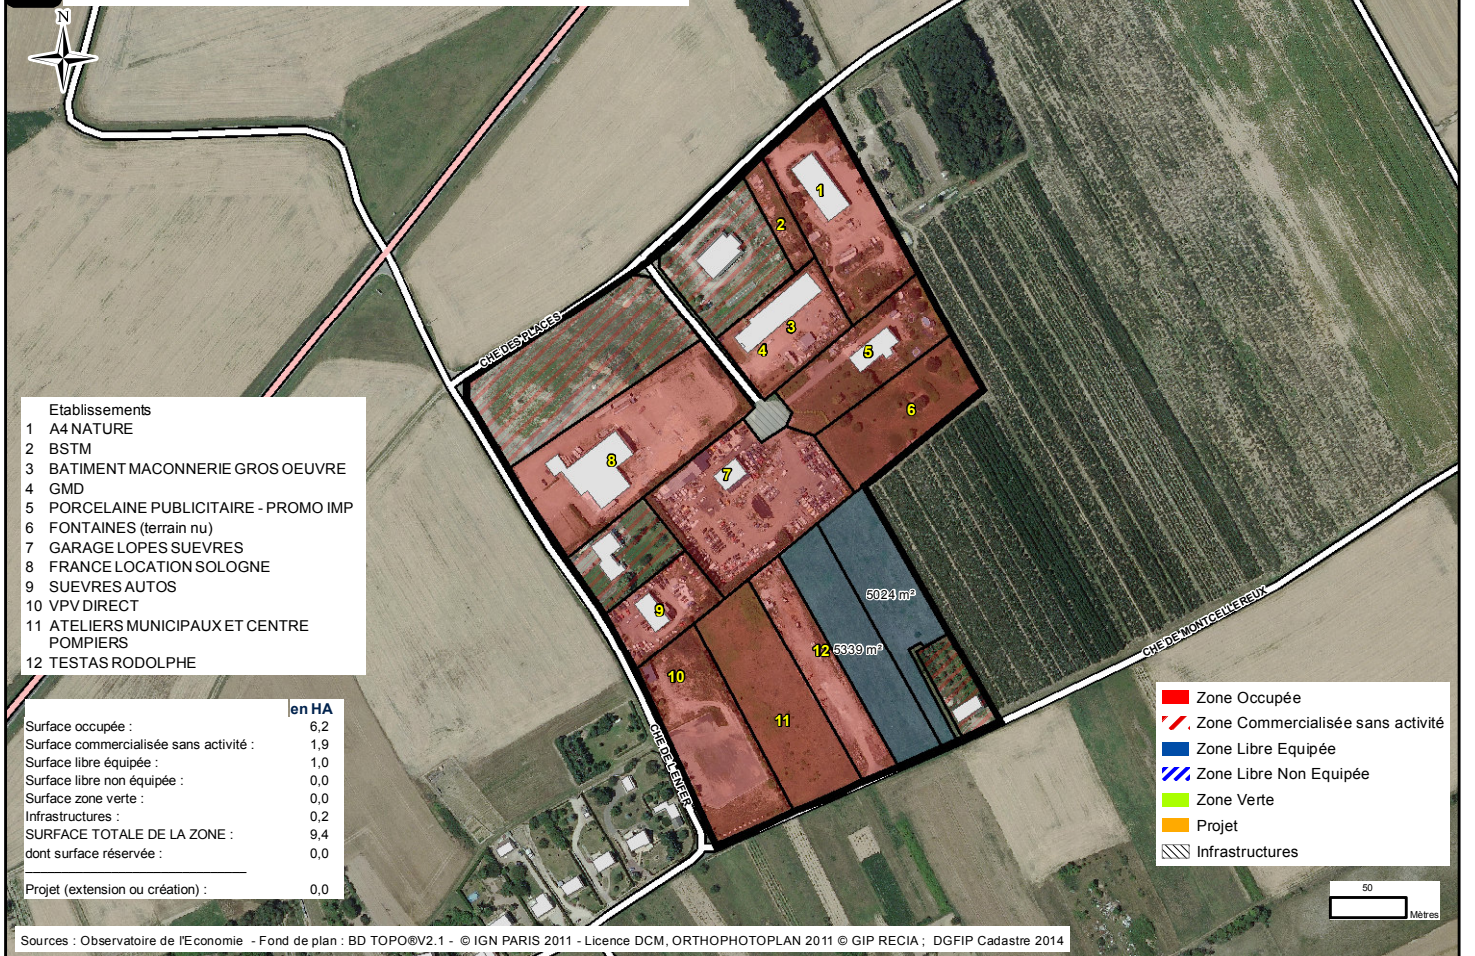 N
1
2
3
4
5
6
7
8
9
10
11
12
5024 m²
5339 m²
CHE DES PLACES
CHE DE L'ENFER
CHE DE MONTCELLEREUX
Etablissements
1 A4 NATURE
2 BSTM
3 BATIMENT MACONNERIE GROS OEUVRE
4 GMD
5 PORCELAINE PUBLICITAIRE - PROMO IMP
6 FONTAINES (terrain nu)
7 GARAGE LOPES SUEVRES
8 FRANCE LOCATION SOLOGNE
9 SUEVRES AUTOS
10 VPV DIRECT
11 ATELIERS MUNICIPAUX ET CENTRE
POMPIERS
12 TESTAS RODOLPHE
en HA
Surface occupée : 6,2
Surface commercialisée sans activité : 1,9
Surface libre équipée : 1,0
Surface libre non équipée : 0,0
Surface zone verte : 0,0
Infrastructures : 0,2
SURFACE TOTALE DE LA ZONE : 9,4
dont surface réservée : 0,0
Projet (extension ou création) : 0,0
Zone Occupée
Zone Commercialisée sans activité
Zone Libre Equipée
Zone Libre Non Equipée
Zone Verte
Projet
Infrastructures
50
Mètres
Sources : Observatoire de l'Economie - Fond de plan : BD TOPO®V2.1 - © IGN PARIS 2011 - Licence DCM, ORTHOPHOTOPLAN 2011 © GIP RECIA ; DGFIP Cadastre 2014